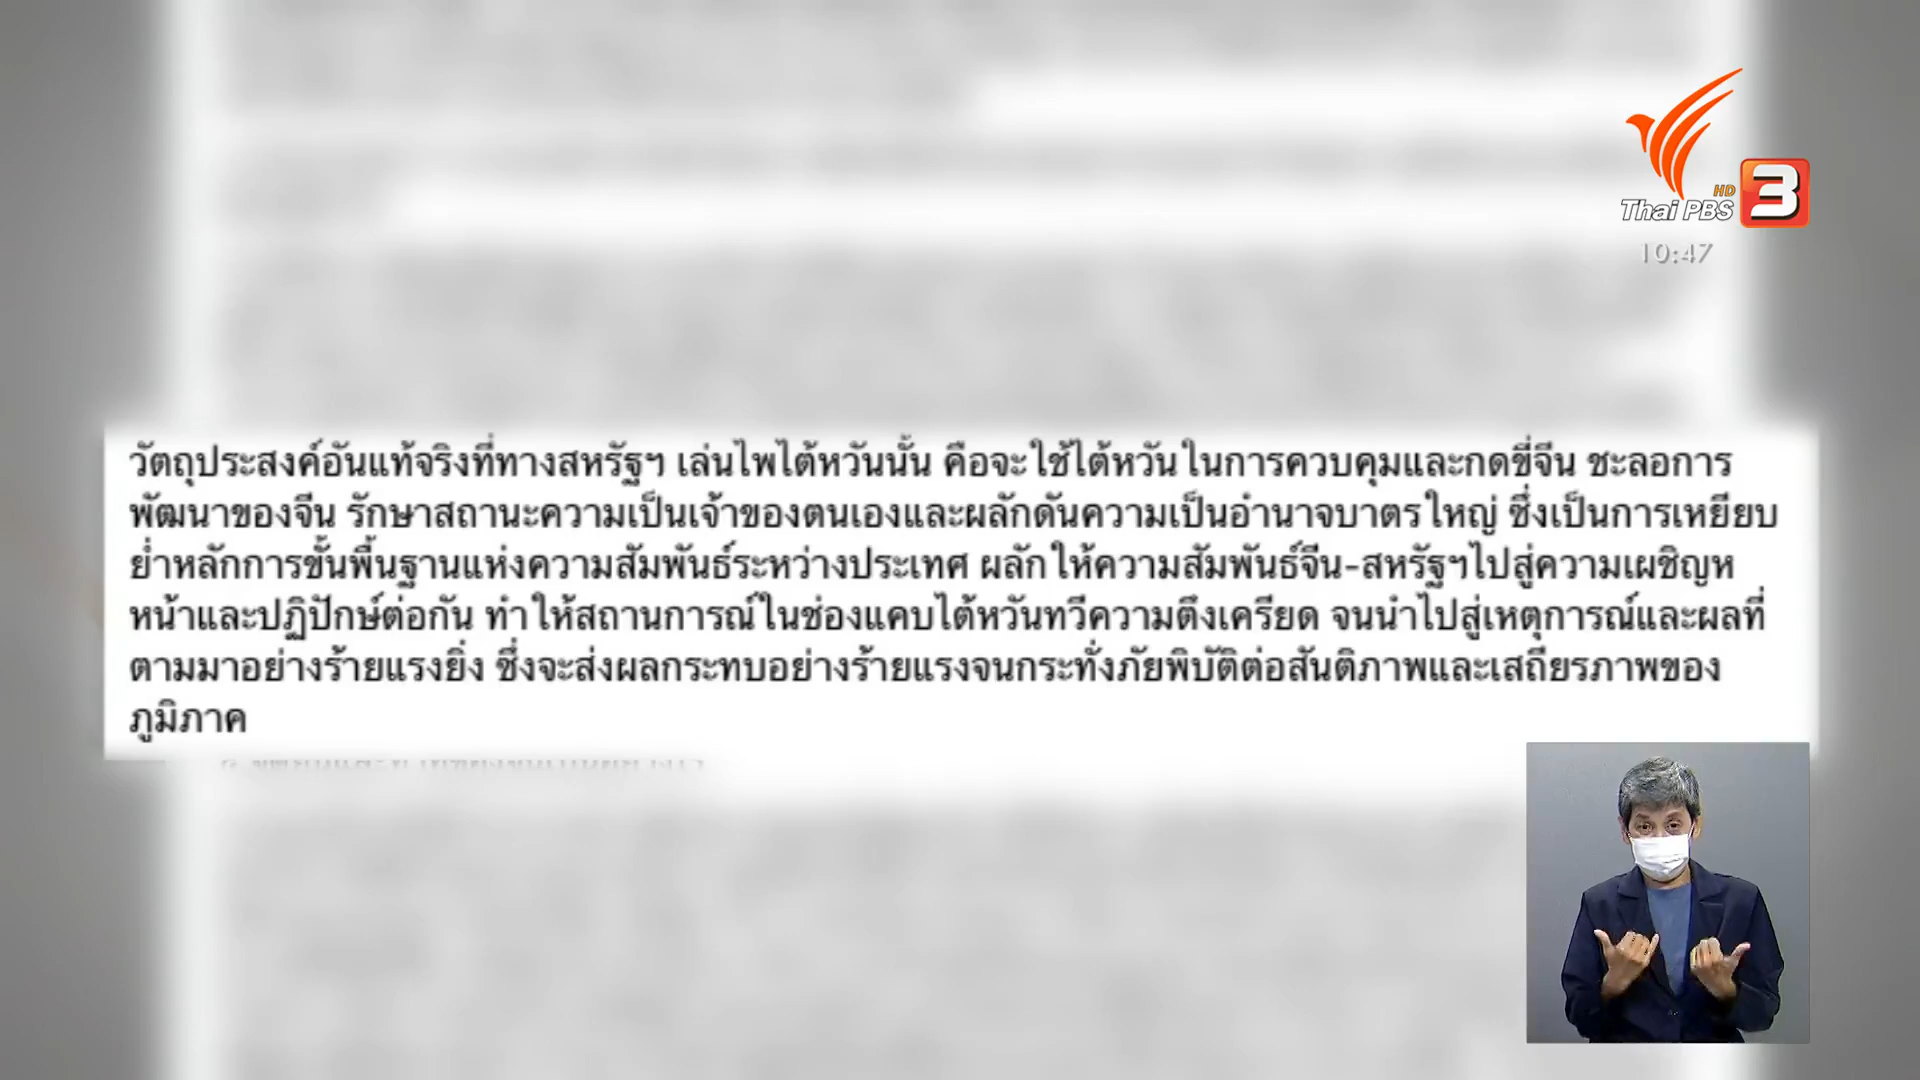 HD
Thai PBS 3
10:47
วัตถุประสงค์อันแท้จริงที่ทางสหรัฐฯ เล่นไพไต้หวันนั้น คือจะใช้ไต้หวันในการควบคุมและกดขี่จีน ชะลอการ
พัฒนาของจีน รักษาสถานะความเป็นเจ้าของตนเองและผลักดันความเป็นอำนาจบาตรใหญ่ ซึ่งเป็นการเหยียบ
ย่ำหลักการขั้นพื้นฐานแห่งความสัมพันธ์ระหว่างประเทศ ผลักให้ความสัมพันธ์จีน-สหรัฐฯไปสู่ความเผชิญห
หน้าและปฏิปักษ์ต่อกัน ทำให้สถานการณ์ในช่องแคบไต้หวันทวีความตึงเครียด จนนำไปสู่เหตุการณ์และผลที่
ตามมาอย่างร้ายแรงยิ่ง ซึ่งจะส่งผลกระทบอย่างร้ายแรงจนกระทั่งภัยพิบัติต่อสันติภาพและเสถียรภาพของ
ภูมิภาค